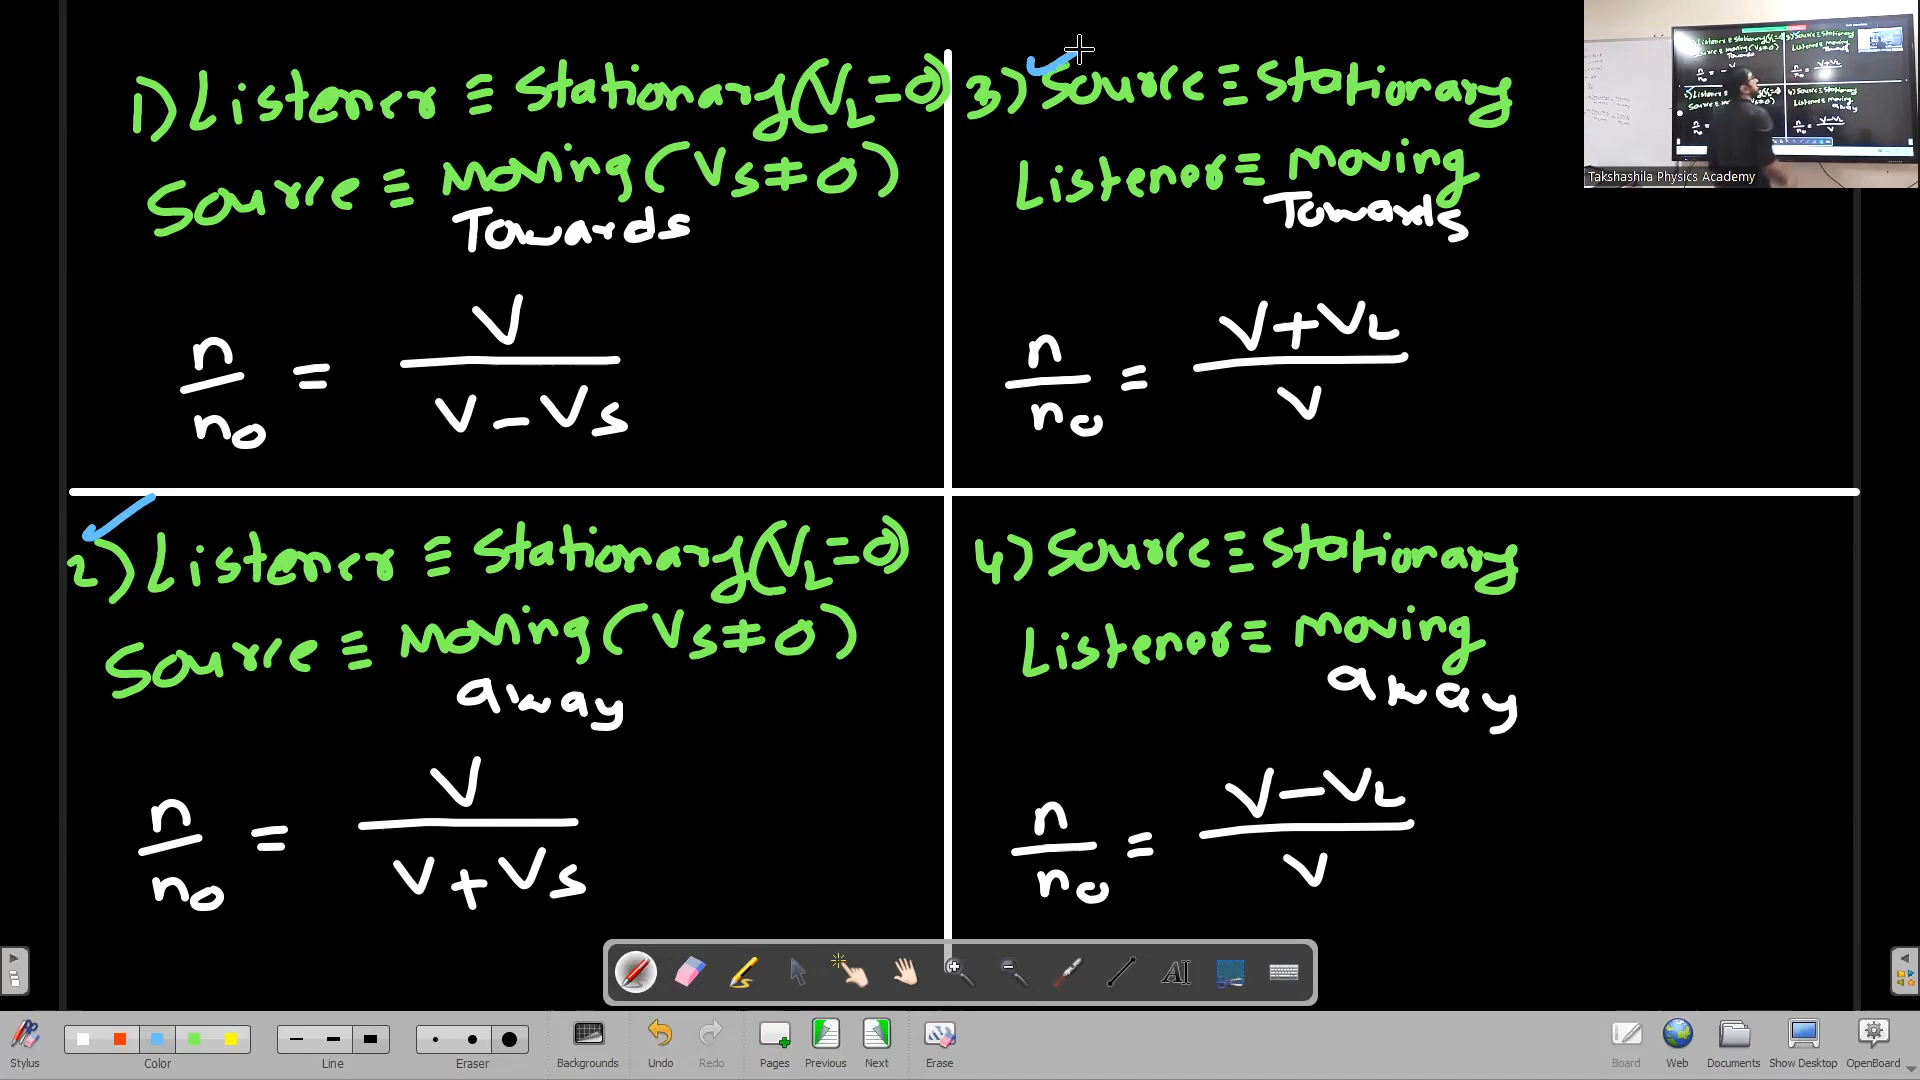 1) Listener ≡ Stationary (VL=0)
Source ≡ moving (Vs≠0)
Towards
n/n0 = V/(V-Vs)
3) Source ≡ Stationary
Listener ≡ moving
Towards
n/n0 = (V+VL)/V
2) Listener ≡ Stationary (VL=0)
Source ≡ moving (Vs≠0)
away
n/n0 = V/(V+Vs)
4) Source ≡ Stationary
Listener ≡ moving
away
n/n0 = (V-VL)/V
Takshashila Physics Academy
AI
Stylus
Color
Line
Eraser
Backgrounds
Undo
Redo
Pages
Previous
Next
Erase
Board
Web
Documents
Show Desktop
OpenBoard